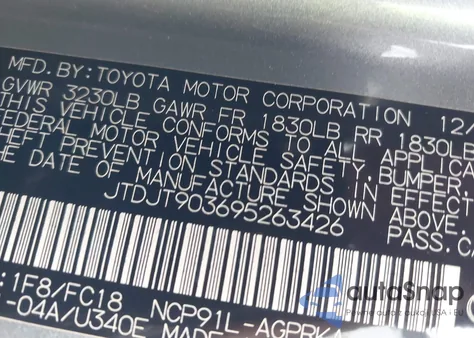 MFD. BY: TOYOTA MOTOR CORPORATION 12
GVWR 3230LB GAWR FR 1830LB RR 1830LB
THIS VEHICLE CONFORMS TO ALL APPLICA
FEDERAL MOTOR VEHICLE SAFETY, BUMPER,
THEFT PREVENTION STANDARDS IN EFFECT
THE DATE OF MANUFACTURE SHOWN ABOVE.
JTDJT903695263426 PASS. CA
:1F8/FC18 NCP91L-AGPRKA
-04A/U340E MADE
autoSnap